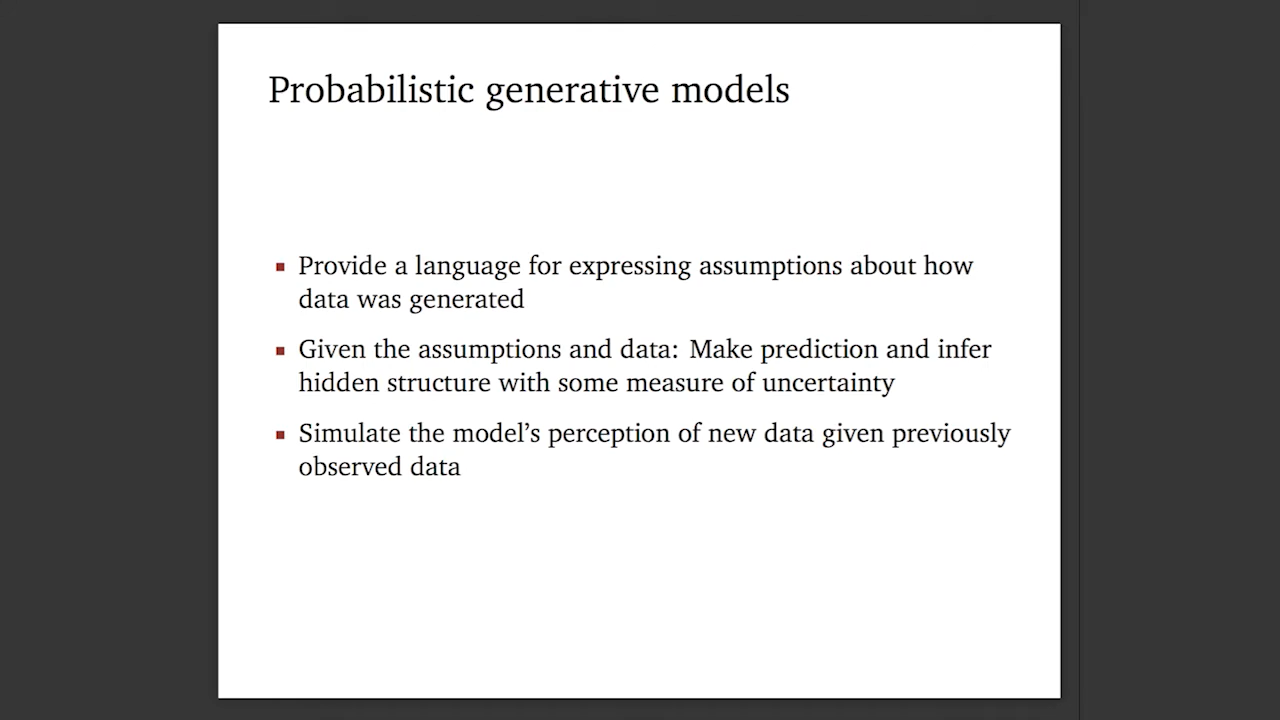 Probabilistic generative models
Provide a language for expressing assumptions about how
data was generated
Given the assumptions and data: Make prediction and infer
hidden structure with some measure of uncertainty
Simulate the model’s perception of new data given previously
observed data